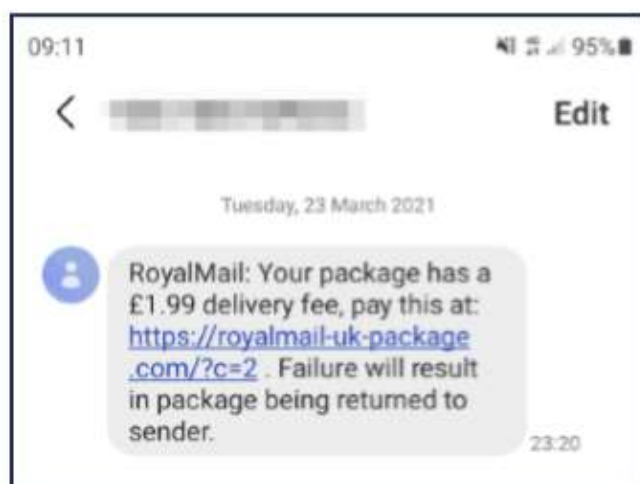 09:11
95%
Edit
Tuesday, 23 March 2021
RoyalMail: Your package has a
£1.99 delivery fee, pay this at:
https://royalmail-uk-package
.com/?c=2 . Failure will result
in package being returned to
sender.
23:20